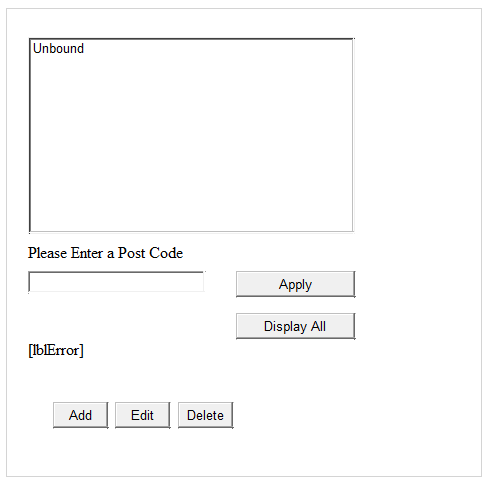 Unbound
Please Enter a Post Code
Apply
Display All
[lblError]
Add Edit Delete